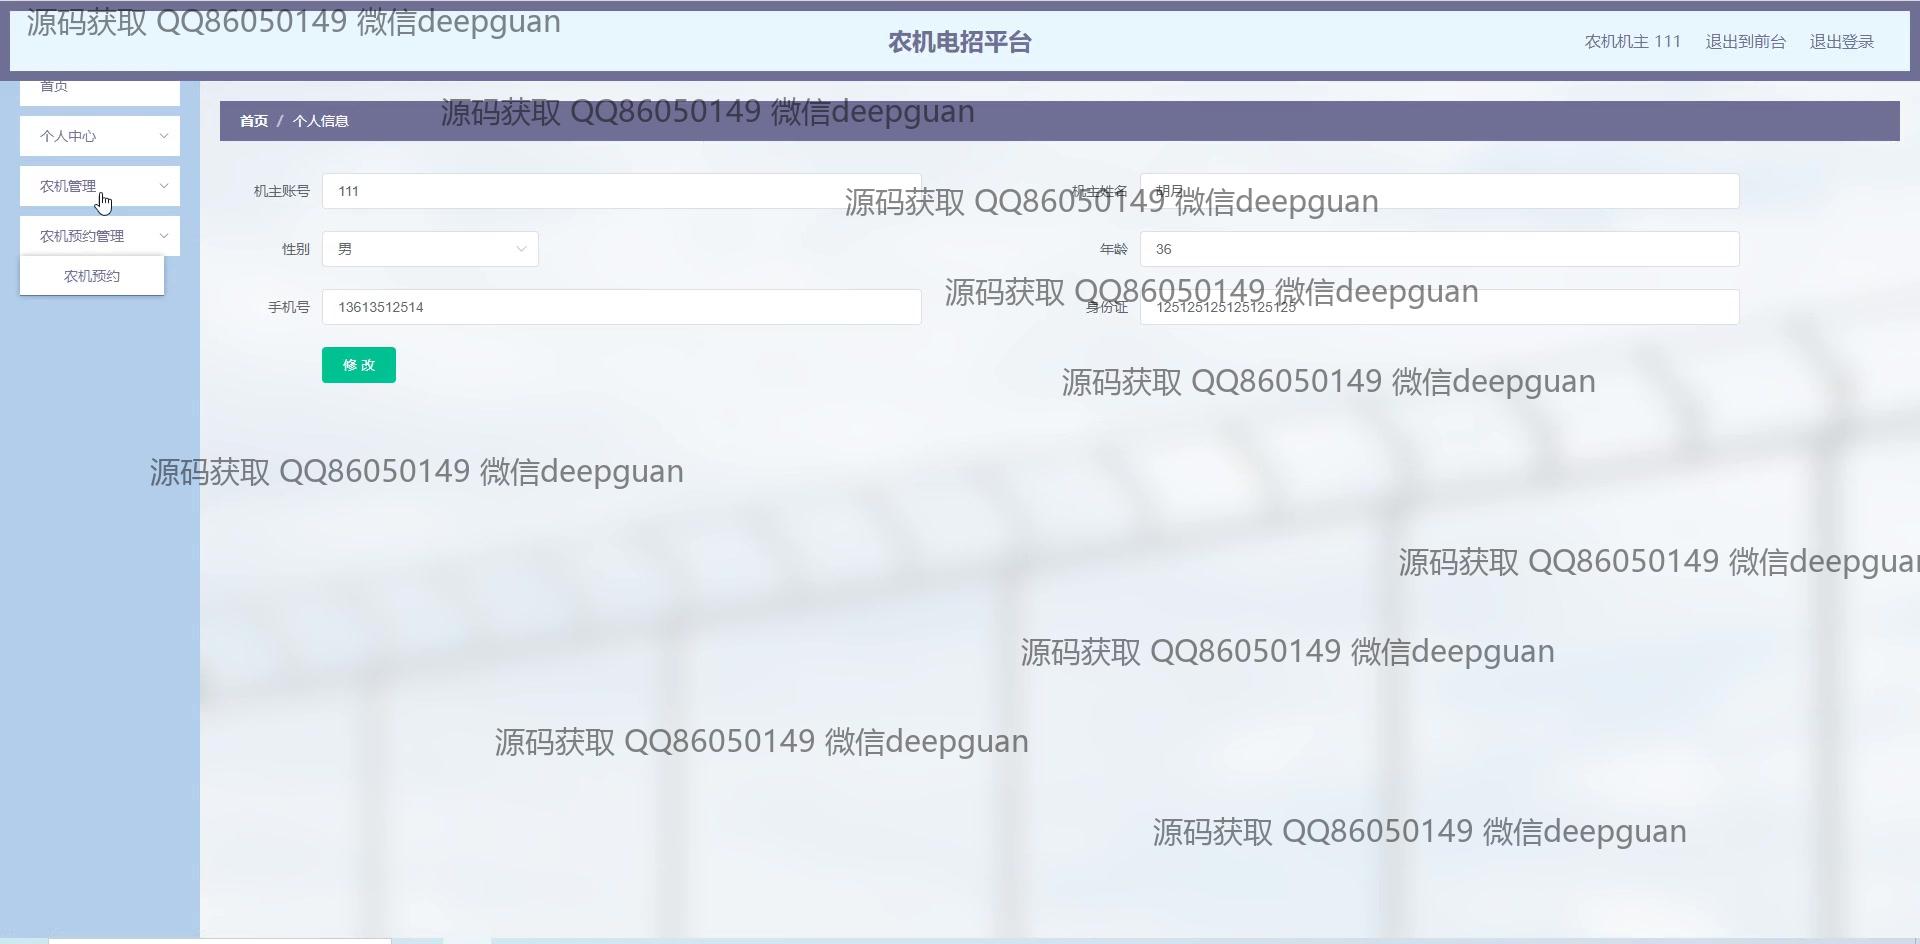 源码获取 QQ86050149 微信deepguan
农机电招平台
农机机主 111 退出到前台 退出登录
首页
源码获取 QQ86050149 微信deepguan
首页 / 个人信息
个人中心
农机管理
机主账号 111
机主姓名 胡月
源码获取 QQ86050149 微信deepguan
农机预约管理
性别 男
年龄 36
农机预约
源码获取 QQ86050149 微信deepguan
手机号 13613512514
身份证 125125125125125125
修 改
源码获取 QQ86050149 微信deepguan
源码获取 QQ86050149 微信deepguan
源码获取 QQ86050149 微信deepguan
源码获取 QQ86050149 微信deepguan
源码获取 QQ86050149 微信deepguan
源码获取 QQ86050149 微信deepguan